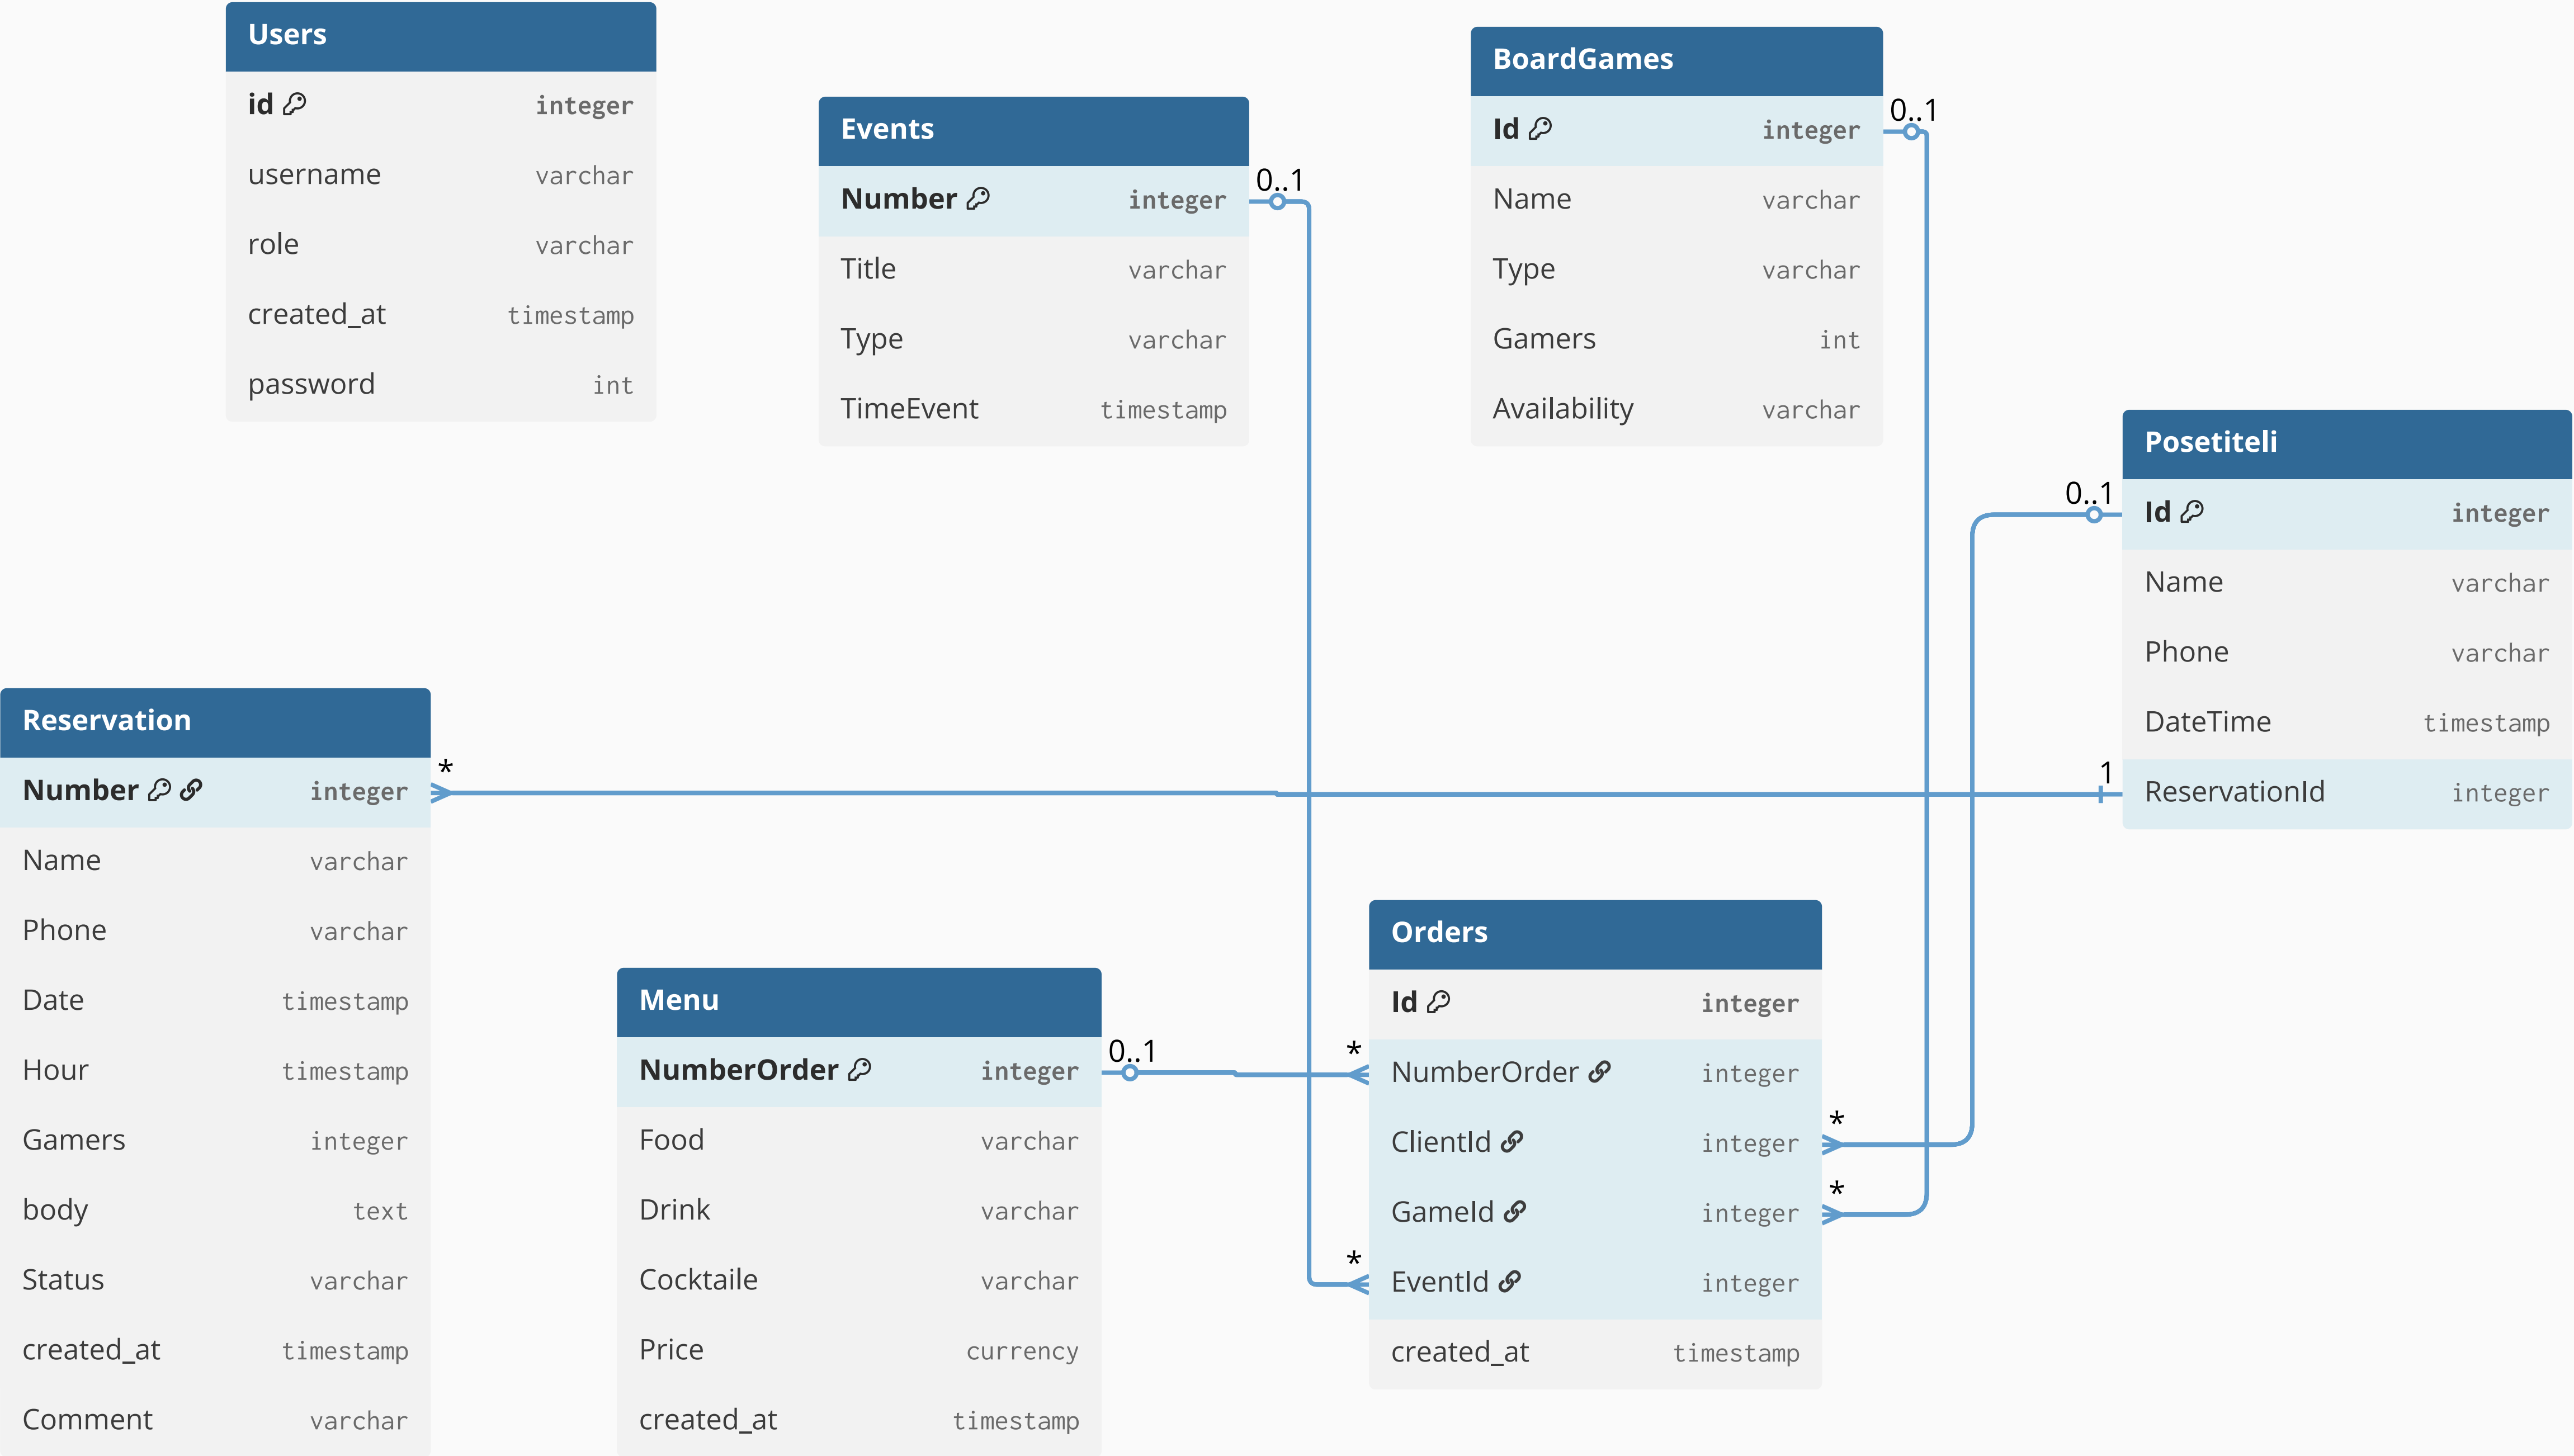 Users
id integer
username varchar
role varchar
created_at timestamp
password int
Events
0..1
Number integer
Title varchar
Type varchar
TimeEvent timestamp
BoardGames
0..1
Id integer
Name varchar
Type varchar
Gamers int
Availability varchar
Posetiteli
0..1
Id integer
Name varchar
Phone varchar
DateTime timestamp
1
ReservationId integer
Reservation
*
Number integer
Name varchar
Phone varchar
Date timestamp
Hour timestamp
Gamers integer
body text
Status varchar
created_at timestamp
Comment varchar
Menu
0..1
NumberOrder integer
Food varchar
Drink varchar
Cocktaile varchar
Price currency
created_at timestamp
Orders
Id integer
*
NumberOrder integer
*
ClientId integer
*
GameId integer
*
EventId integer
created_at timestamp